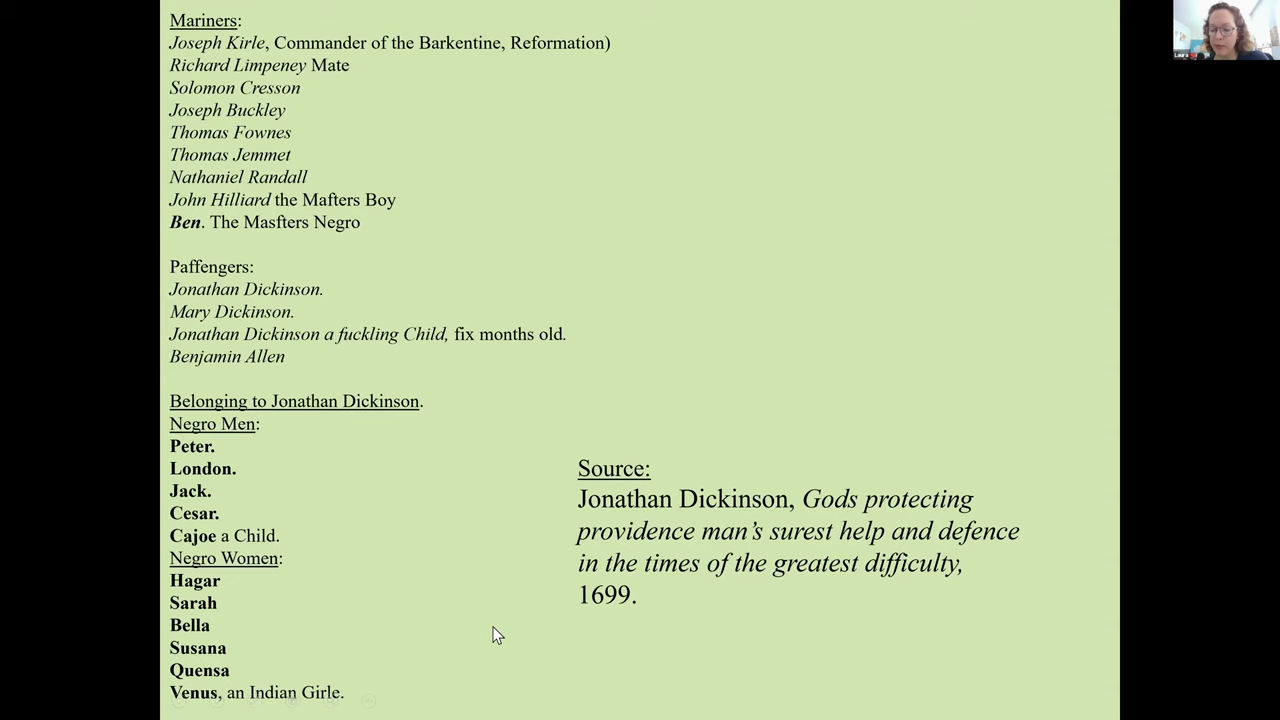 Mariners:
Joseph Kirle, Commander of the Barkentine, Reformation)
Richard Limpeney Mate
Solomon Cresson
Joseph Buckley
Thomas Fownes
Thomas Jemmet
Nathaniel Randall
John Hilliard the Mafters Boy
Ben. The Masfters Negro
Paffengers:
Jonathan Dickinson.
Mary Dickinson.
Jonathan Dickinson a fuckling Child, fix months old.
Benjamin Allen
Belonging to Jonathan Dickinson.
Negro Men:
Peter.
London.
Jack.
Cesar.
Cajoe a Child.
Negro Women:
Hagar
Sarah
Bella
Susana
Quensa
Venus, an Indian Girle.
Source:
Jonathan Dickinson, Gods protecting
providence man's surest help and defence
in the times of the greatest difficulty,
1699.
Laura